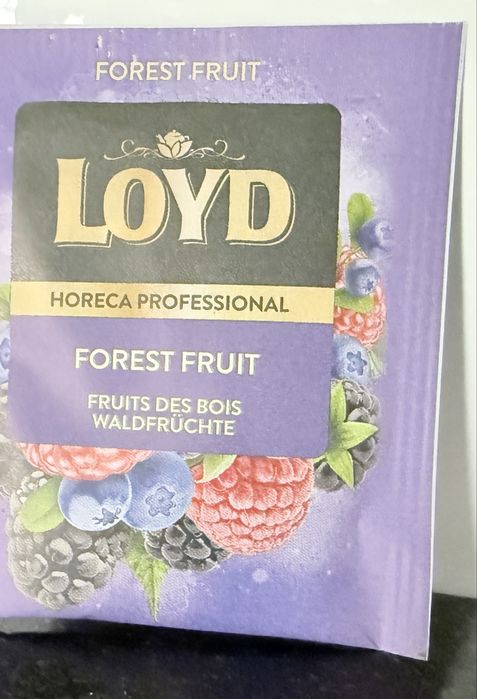 FOREST FRUIT
LOYD
HORECA PROFESSIONAL
FOREST FRUIT
FRUITS DES BOIS
WALDFRÜCHTE